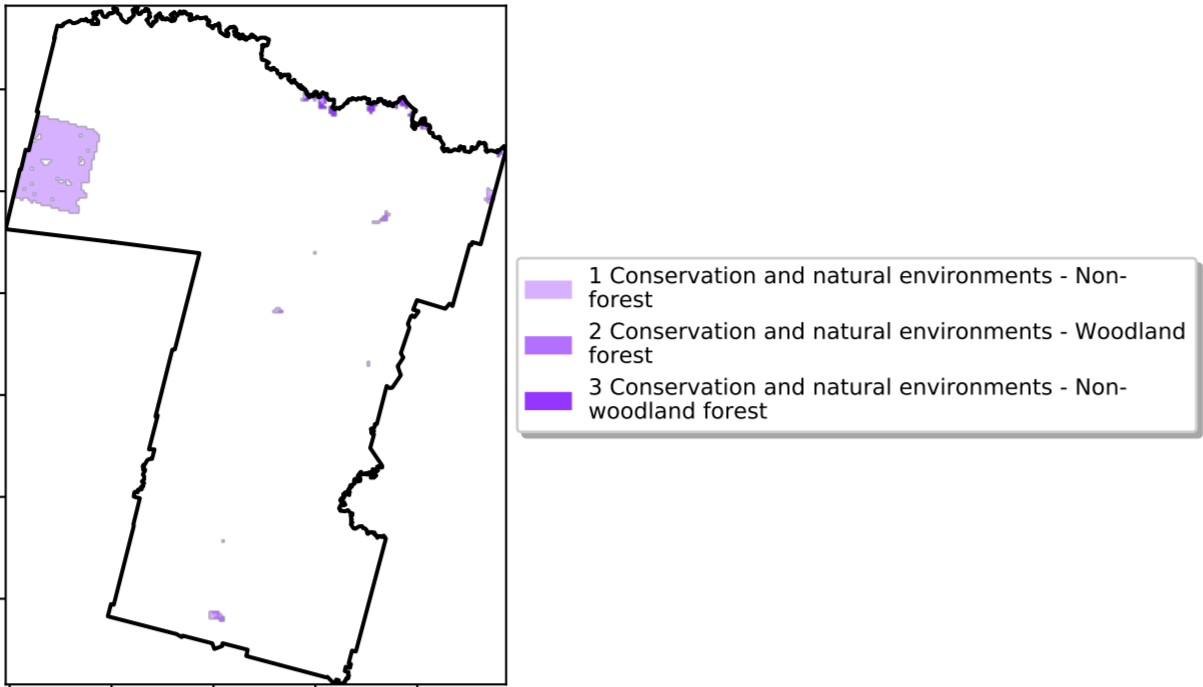 1 Conservation and natural environments - Non-
forest
2 Conservation and natural environments - Woodland
forest
3 Conservation and natural environments - Non-
woodland forest